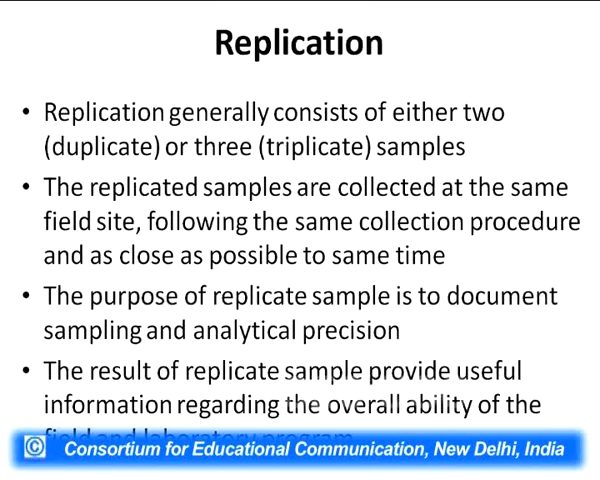 Replication
• Replication generally consists of either two
(duplicate) or three (triplicate) samples
• The replicated samples are collected at the same
field site, following the same collection procedure
and as close as possible to same time
• The purpose of replicate sample is to document
sampling and analytical precision
• The result of replicate sample provide useful
information regarding the overall ability of the
field and laboratory program
© Consortium for Educational Communication, New Delhi, India